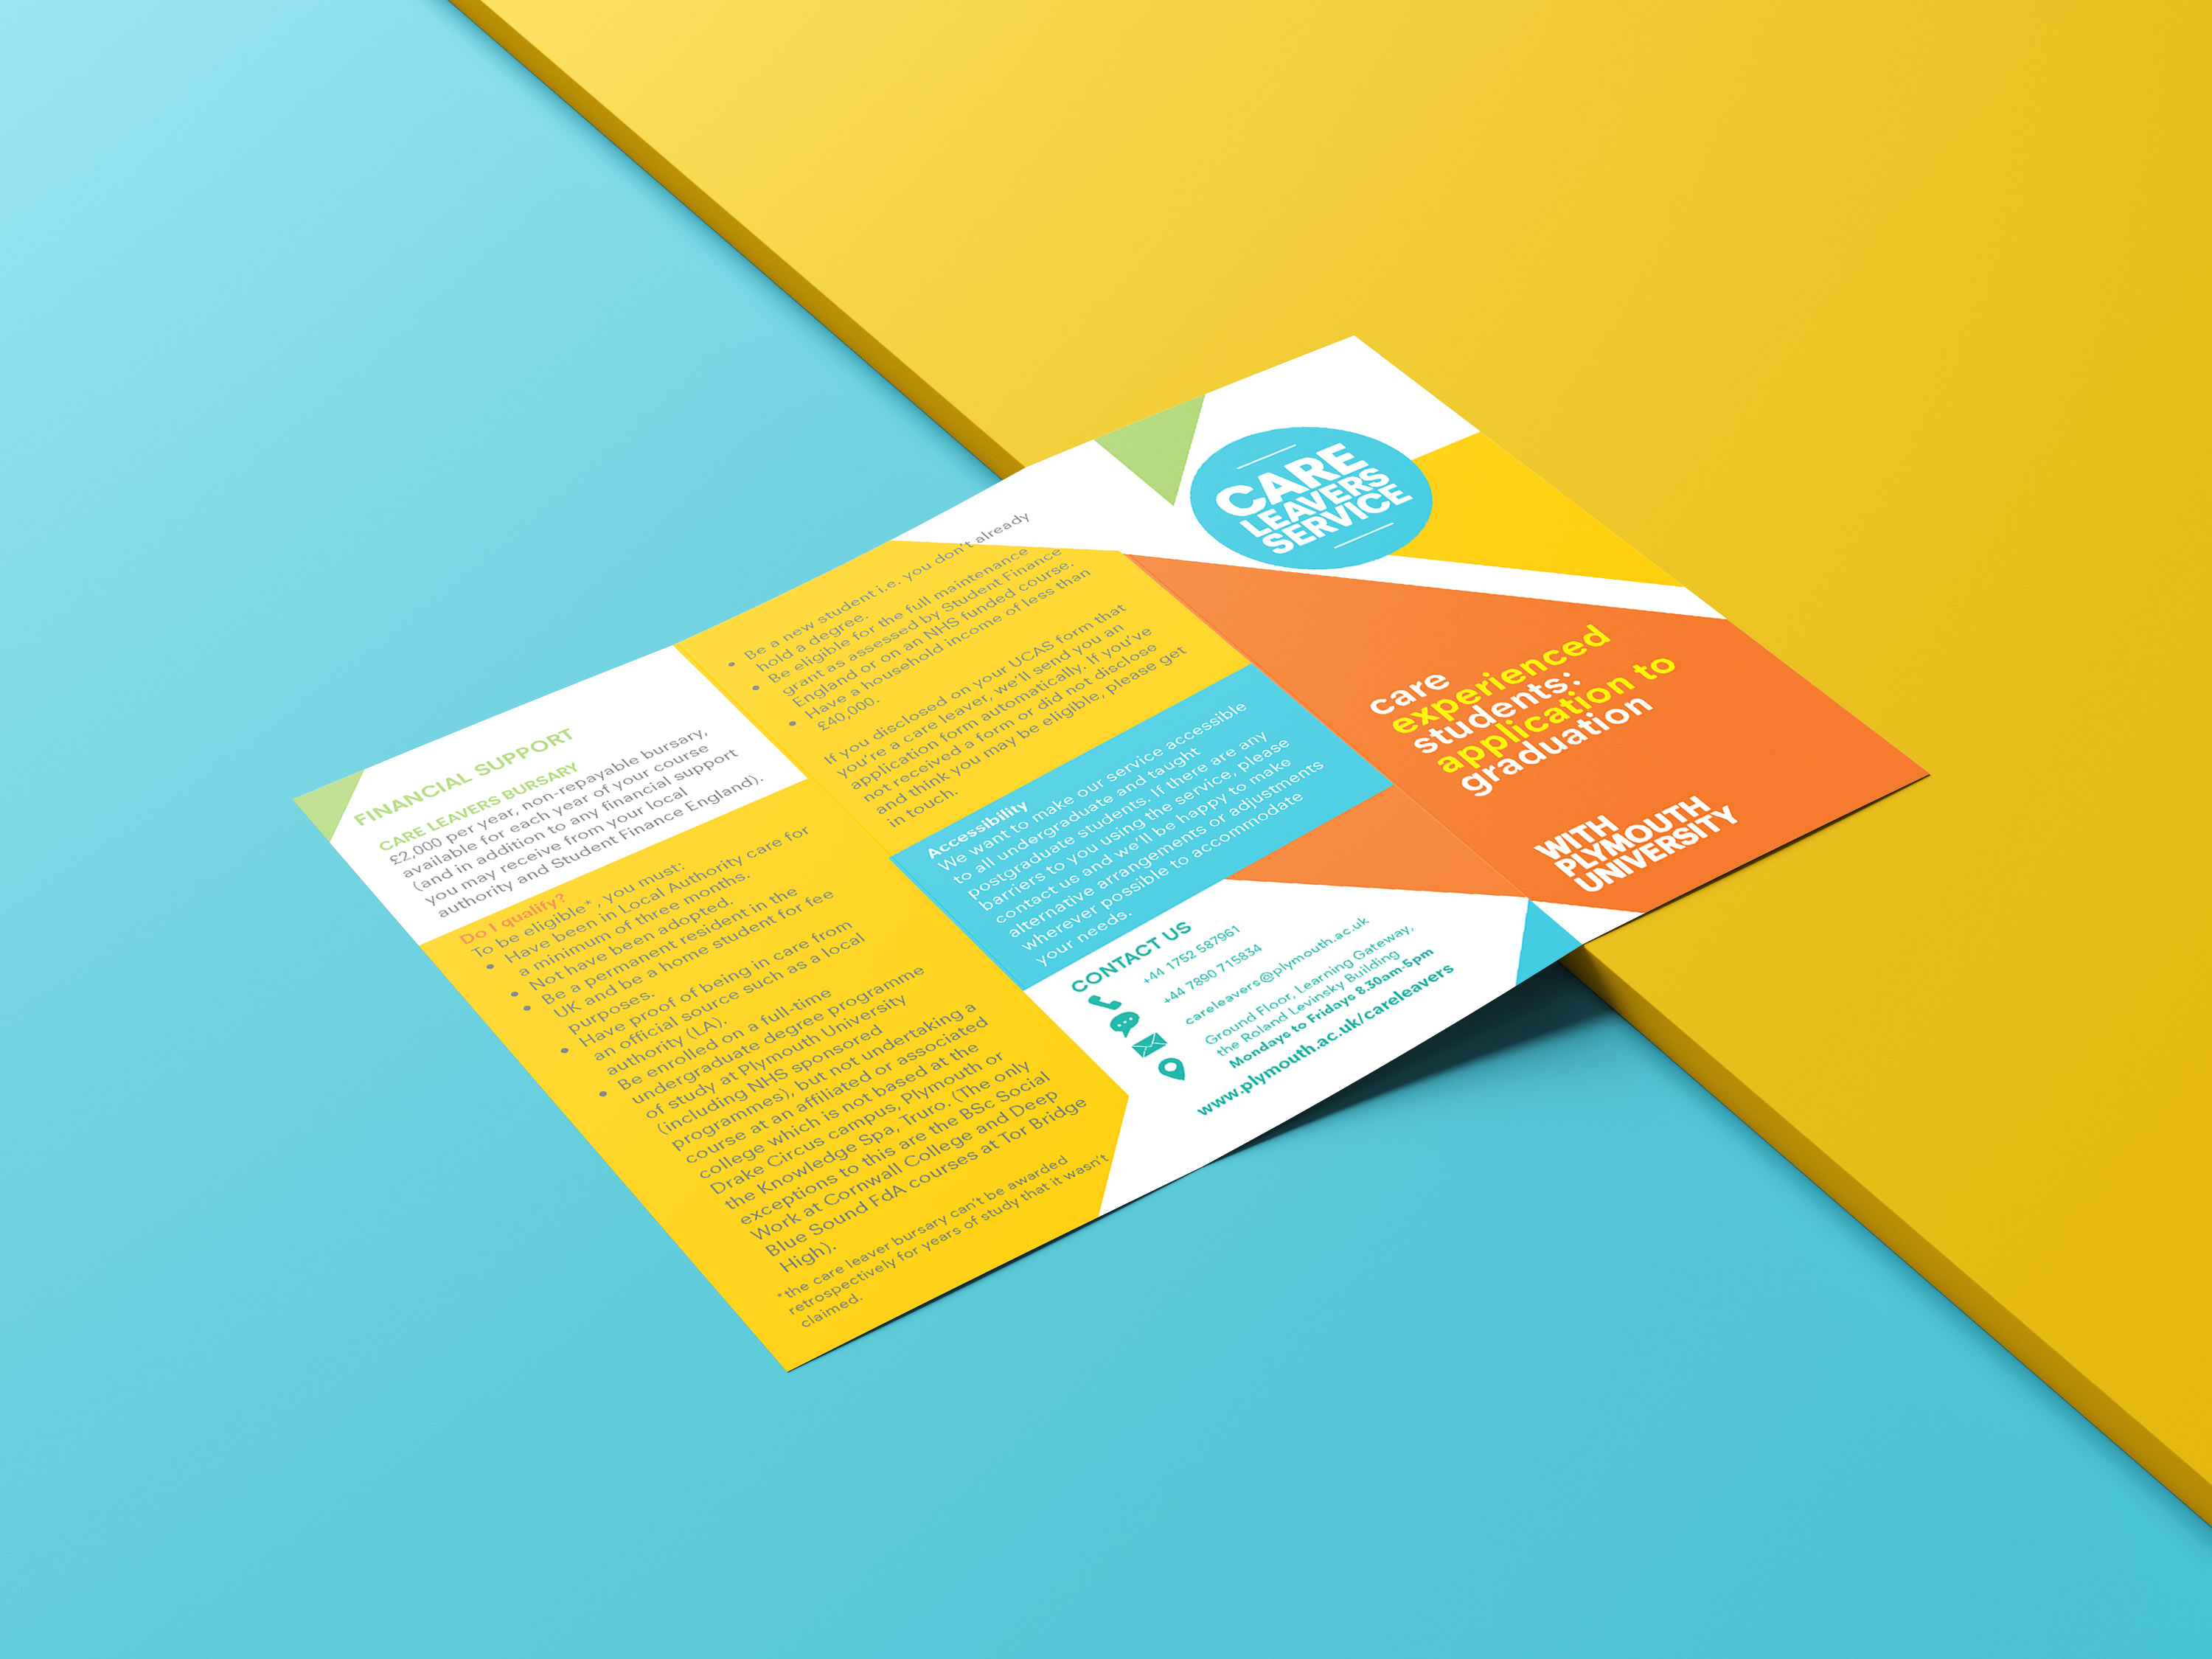 FINANCIAL SUPPORT
CARE LEAVERS BURSARY
£2,000 per year, non-repayable bursary,
available for each year of your course
(and in addition to any financial support
you may receive from your local
authority and Student Finance England).
Do I qualify?
To be eligible*, you must:
• Have been in Local Authority care for
a minimum of three months.
• Not have been adopted.
• Be a permanent resident in the
UK and be a home student for fee
purposes.
• Have proof of being in care from
an official source such as a local
authority (LA).
• Be enrolled on a full-time
undergraduate degree programme
of study at Plymouth University
(including NHS sponsored
programmes), but not undertaking a
course at an affiliated or associated
college which is not based at the
Drake Circus campus, Plymouth or
the Knowledge Spa, Truro. (The only
exceptions to this are the BSc Social
Work at Cornwall College and Deep
Blue Sound FdA courses at Tor Bridge
High).
*the care leaver bursary can't be awarded
retrospectively for years of study that it wasn't
claimed.
• Be a new student i.e. you don't already
hold a degree.
• Be eligible for the full maintenance
grant as assessed by Student Finance
England or on an NHS funded course.
• Have a household income of less than
£40,000.
If you disclosed on your UCAS form that
you're a care leaver, we'll send you an
application form automatically. If you've
not received a form or did not disclose
and think you may be eligible, please get
in touch.
Accessibility
We want to make our service accessible
to all undergraduate and taught
postgraduate students. If there are any
barriers to you using the service, please
contact us and we'll be happy to make
alternative arrangements or adjustments
wherever possible to accommodate
your needs.
CONTACT US
+44 1752 587961
+44 7890 715834
careleavers@plymouth.ac.uk
Ground Floor, Learning Gateway,
the Roland Levinsky Building
Mondays to Fridays 8.30am-5pm
www.plymouth.ac.uk/careleavers
CARE
LEAVERS
SERVICE
care
experienced
students:
application to
graduation
WITH
PLYMOUTH
UNIVERSITY